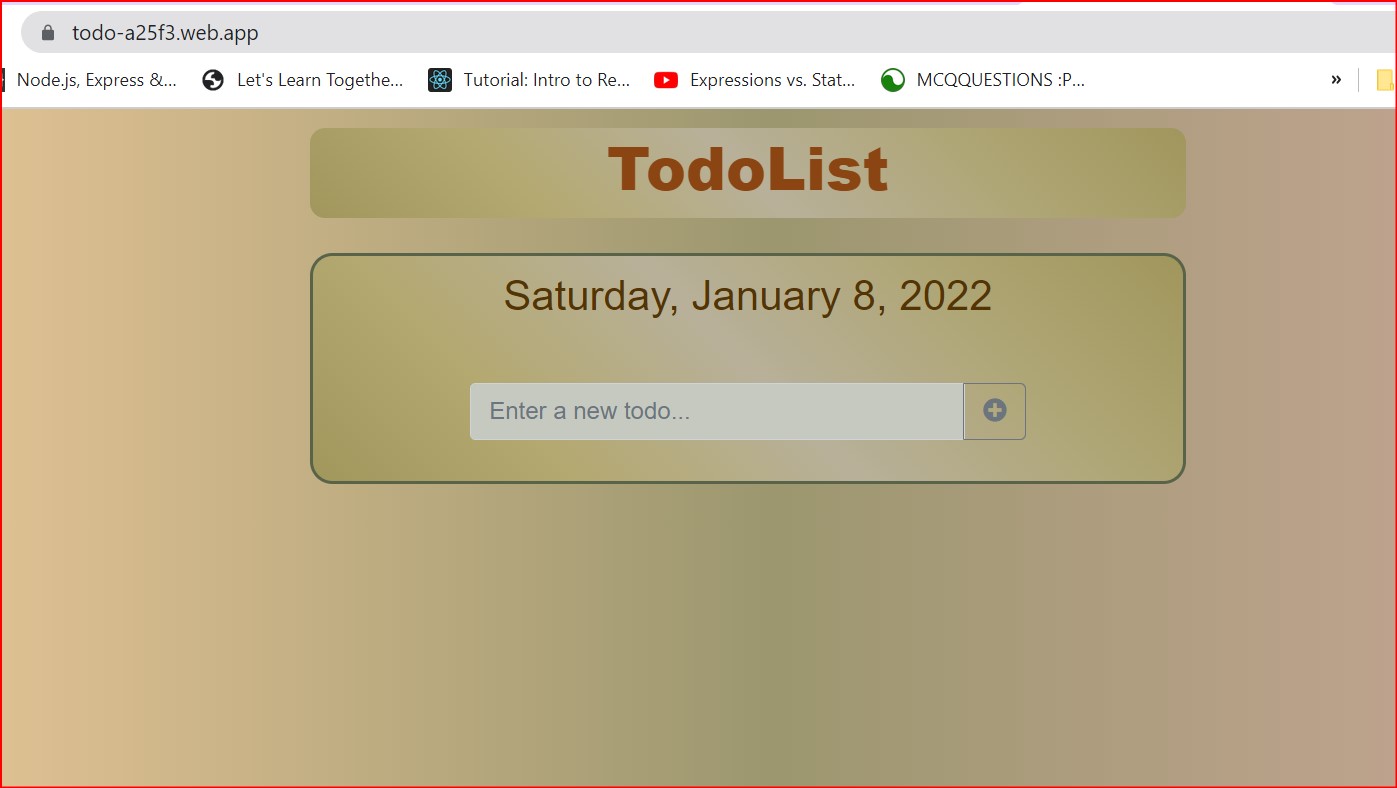 todo-a25f3.web.app
Node.js, Express &... Let's Learn Togethe... Tutorial: Intro to Re... Expressions vs. Stat... MCQQUESTIONS :P... »
TodoList
Saturday, January 8, 2022
Enter a new todo...